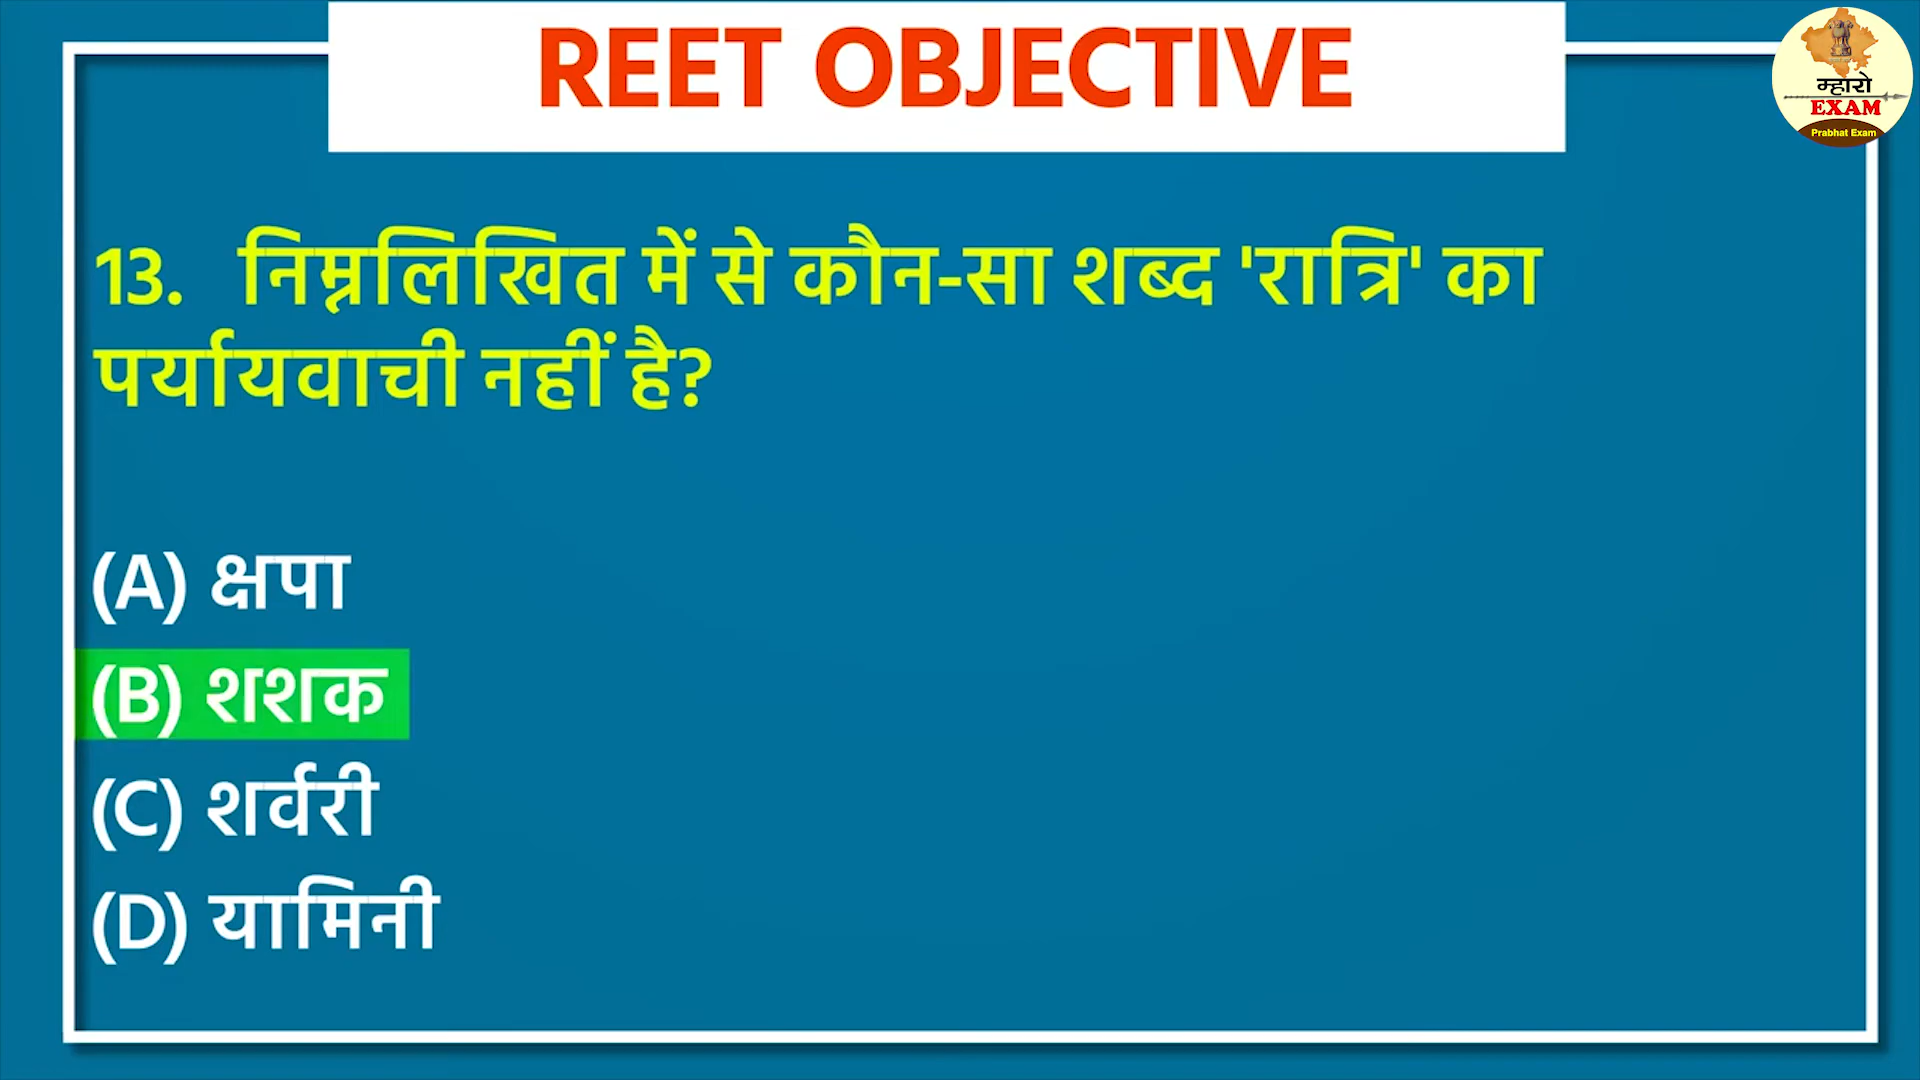 REET OBJECTIVE
म्हारो
EXAM
Prabhat Exam
13. निम्नलिखित में से कौन-सा शब्द 'रात्रि' का
पर्यायवाची नहीं है?
(A) क्षपा
(B) शशक
(C) शर्वरी
(D) यामिनी